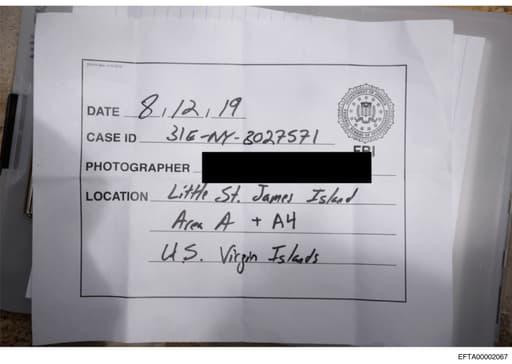 DATE 8, 12, 19
CASE ID 31E-NY-3027571
FBI
PHOTOGRAPHER
LOCATION Little St. James Island
Area A + A4
U.S. Virgin Islands
EFTA00002067